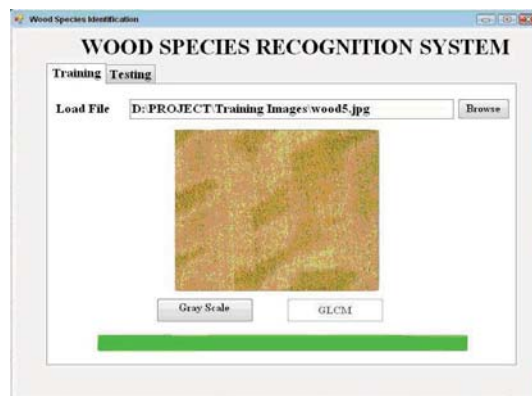 Wood Species Identification
WOOD SPECIES RECOGNITION SYSTEM
Training Testing
Load File D:\PROJECT\Training Images\wood5.jpg Browse
Gray Scale GLCM